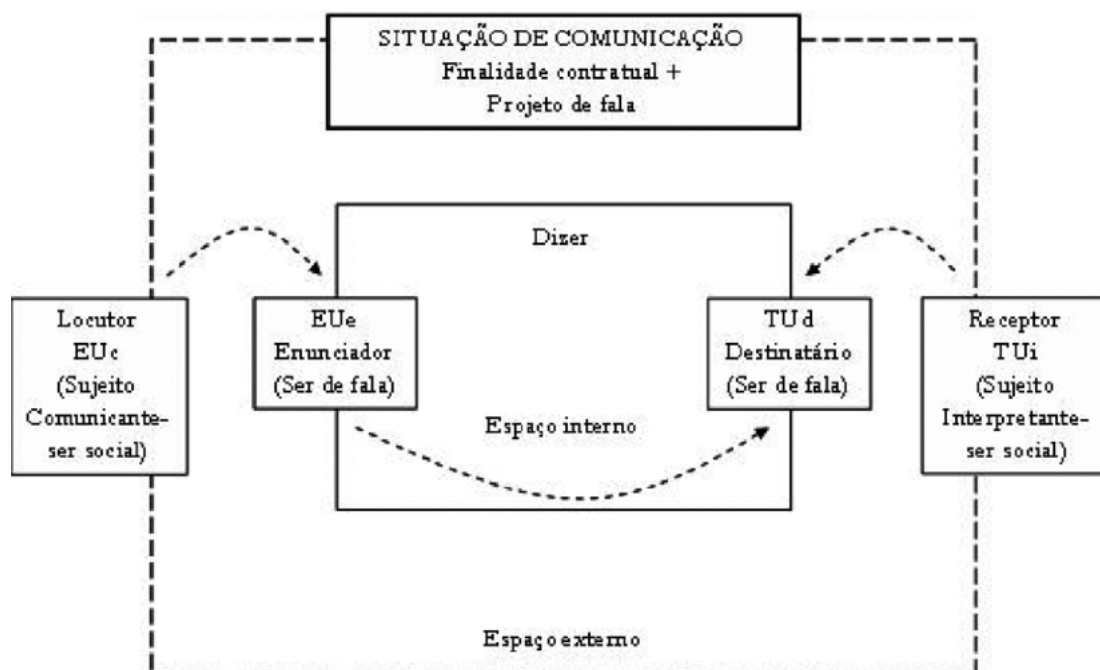 SITUAÇÃO DE COMUNICAÇÃO
Finalidade contratual +
Projeto de fala
Dizer
Locutor
EUc
(Sujeito
Comunicante-
ser social)
EUe
Enunciador
(Ser de fala)
TUd
Destinatário
(Ser de fala)
Receptor
TUi
(Sujeito
Interpretante-
ser social)
Espaço interno
Espaço externo